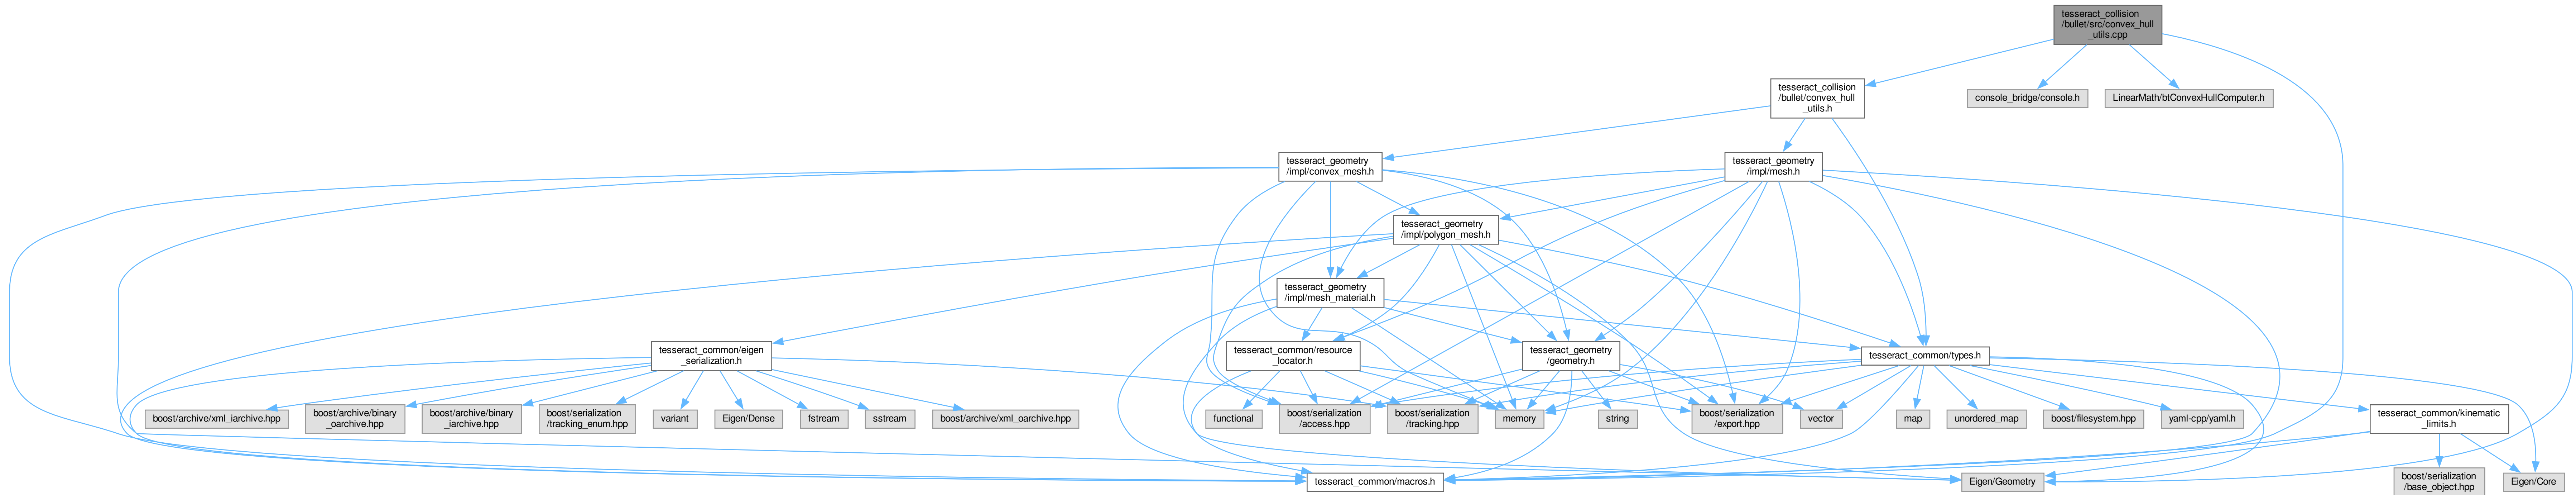 tesseract_collision
/bullet/src/convex_hull
_utils.cpp
tesseract_collision
/bullet/convex_hull
_utils.h
console_bridge/console.h
LinearMath/btConvexHullComputer.h
tesseract_geometry
/impl/convex_mesh.h
tesseract_geometry
/impl/mesh.h
tesseract_geometry
/impl/polygon_mesh.h
tesseract_geometry
/impl/mesh_material.h
tesseract_common/eigen
_serialization.h
tesseract_common/resource
_locator.h
tesseract_geometry
/geometry.h
tesseract_common/types.h
boost/archive/xml_iarchive.hpp
boost/archive/binary
_oarchive.hpp
boost/archive/binary
_iarchive.hpp
boost/serialization
/tracking_enum.hpp
variant
Eigen/Dense
fstream
sstream
boost/archive/xml_oarchive.hpp
functional
boost/serialization
/access.hpp
boost/serialization
/tracking.hpp
memory
string
boost/serialization
/export.hpp
vector
map
unordered_map
boost/filesystem.hpp
yaml-cpp/yaml.h
tesseract_common/kinematic
_limits.h
tesseract_common/macros.h
Eigen/Geometry
boost/serialization
/base_object.hpp
Eigen/Core